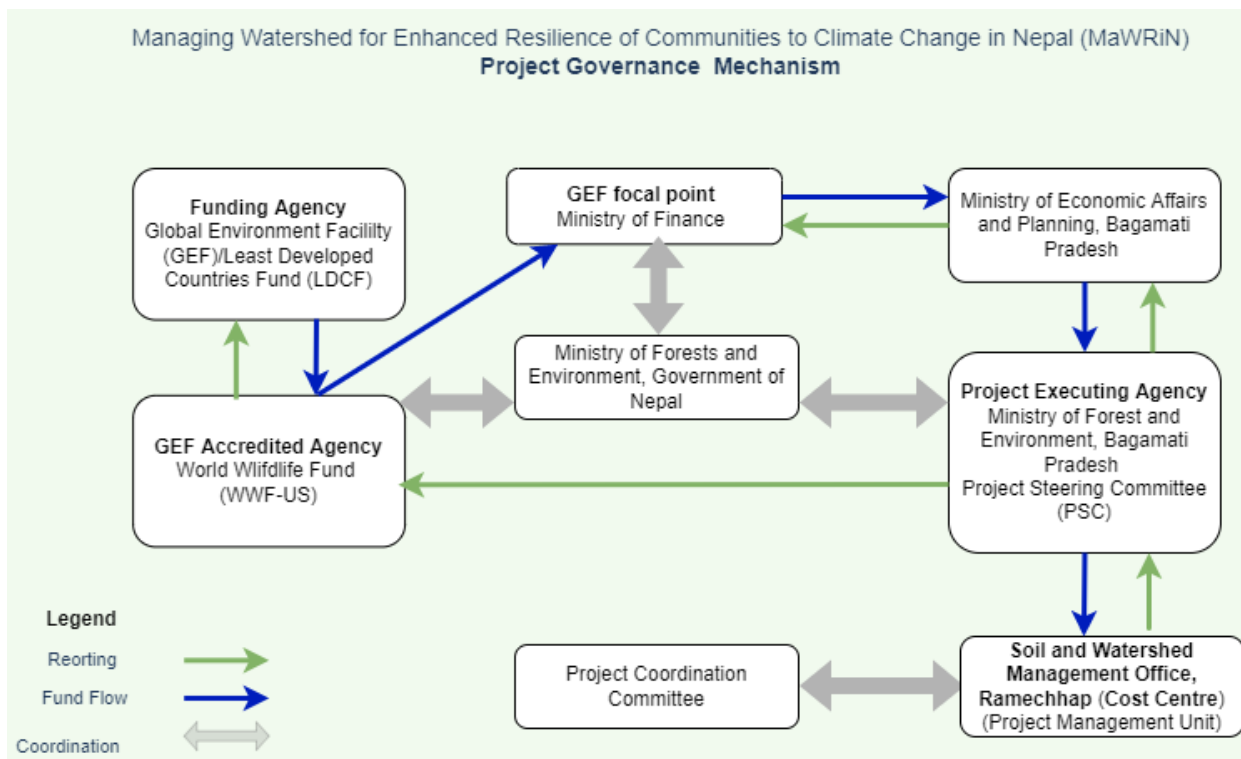 Managing Watershed for Enhanced Resilience of Communities to Climate Change in Nepal (MaWRiN)
Project Governance Mechanism
Funding Agency
Global Environment Facililty
(GEF)/Least Developed
Countries Fund (LDCF)
GEF focal point
Ministry of Finance
Ministry of Economic Affairs
and Planning, Bagamati
Pradesh
Ministry of Forests and
Environment, Government of
Nepal
GEF Accredited Agency
World Wlifdlife Fund
(WWF-US)
Project Executing Agency
Ministry of Forest and
Environment, Bagamati
Pradesh
Project Steering Committee
(PSC)
Legend
Reorting
Fund Flow
Coordination
Project Coordination
Committee
Soil and Watershed
Management Office,
Ramechhap (Cost Centre)
(Project Management Unit)